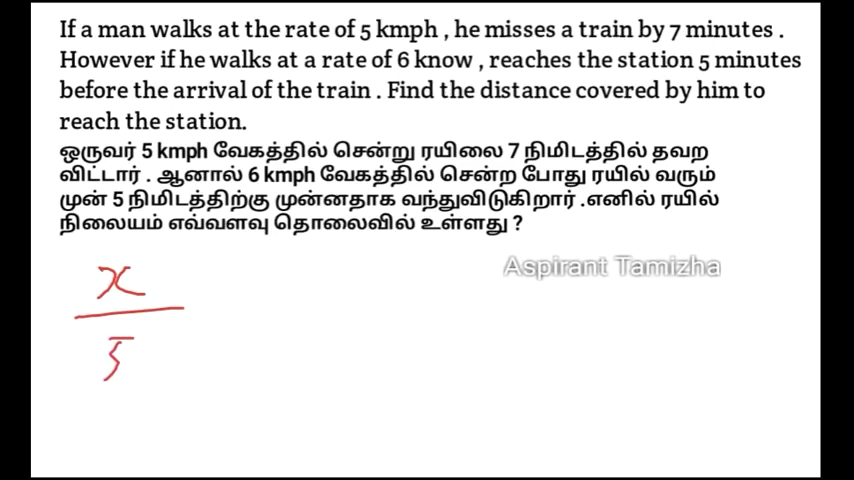 If a man walks at the rate of 5 kmph , he misses a train by 7 minutes .
However if he walks at a rate of 6 know , reaches the station 5 minutes
before the arrival of the train . Find the distance covered by him to
reach the station.
ஒருவர் 5 kmph வேகத்தில் சென்று ரயிலை 7 நிமிடத்தில் தவற
விட்டார் . ஆனால் 6 kmph வேகத்தில் சென்ற போது ரயில் வரும்
முன் 5 நிமிடத்திற்கு முன்னதாக வந்துவிடுகிறார் .எனில் ரயில்
நிலையம் எவ்வளவு தொலைவில் உள்ளது ?
Aspirant Tamizha
x
5